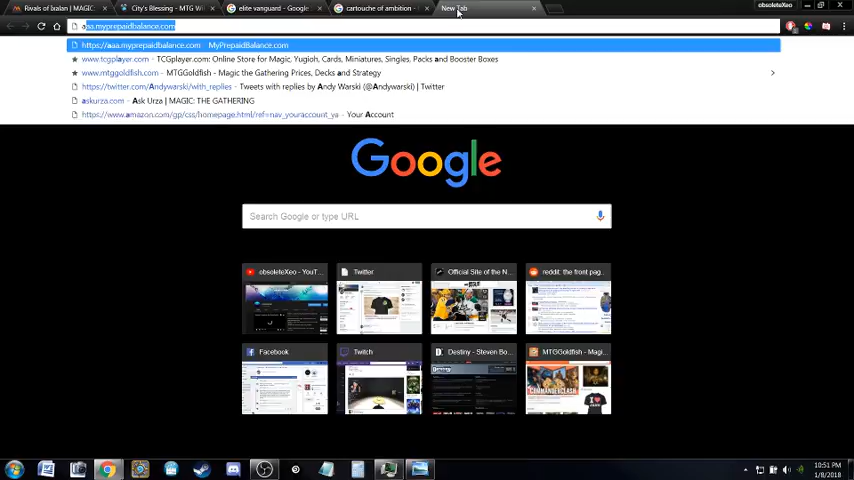 Rivals of Ixalan | MAGIC:
City's Blessing - MTG W
elite vanguard - Google
cartouche of ambition -
New Tab
obsoleteXeo
aaa.myprepaidbalance.com
https://aaa.myprepaidbalance.com MyPrepaidBalance.com
www.tcgplayer.com - TCGplayer.com: Online Store for Magic, Yugioh, Cards, Miniatures, Singles, Packs and Booster Boxes
www.mtggoldfish.com - MTGGoldfish - Magic the Gathering Prices, Decks and Strategy
https://twitter.com/Andywarski/with_replies - Tweets with replies by Andy Warski (@Andywarski) | Twitter
askurza.com - Ask Urza | MAGIC: THE GATHERING
https://www.amazon.com/gp/css/homepage.html/ref=nav_youraccount_ya - Your Account
Google
Search Google or type URL
obsoleteXeo - YouT...
Twitter
Official Site of the N...
reddit: the front pag...
Facebook
Twitch
Destiny - Steven Bo...
MTGGoldfish - Magi...
COMMANDERCLASH
10:51 PM
1/8/2018